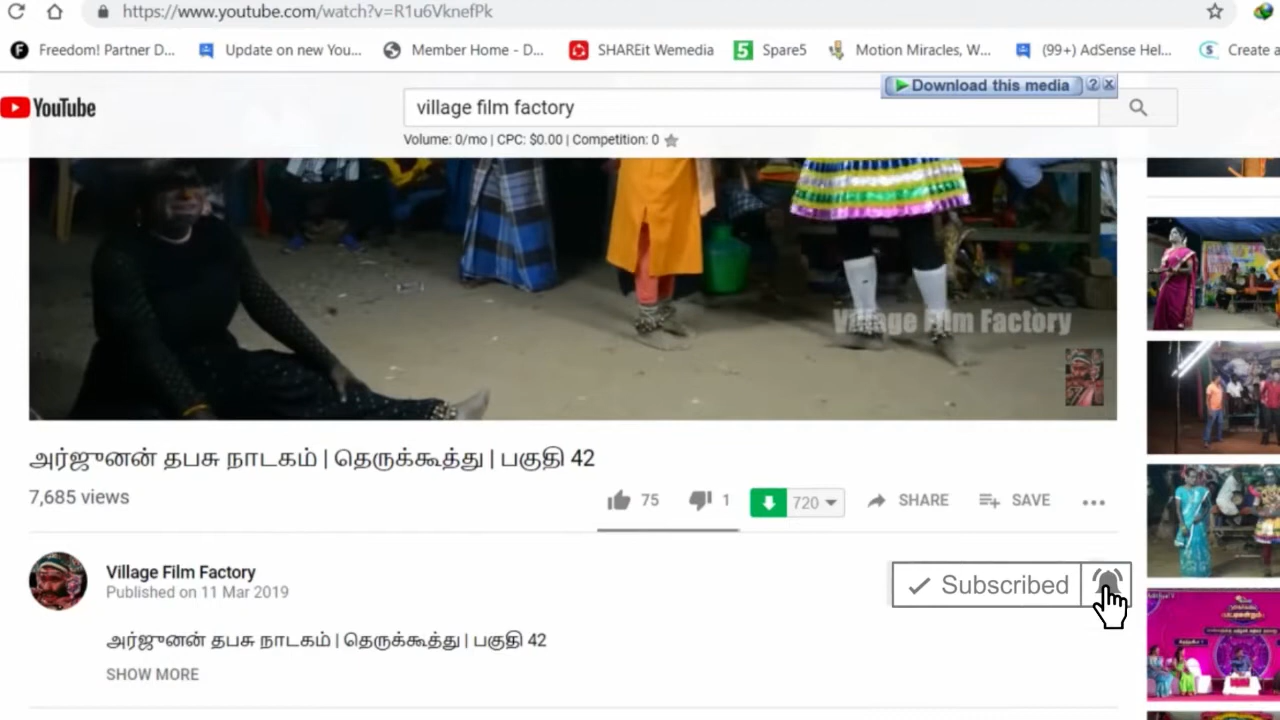 https://www.youtube.com/watch?v=R1u6VknefPk
Freedom! Partner D... Update on new You... Member Home - D... SHAREit Wemedia 5 Spare5 Motion Miracles, W... (99+) AdSense Hel... Create a
Download this media ? X
YouTube village film factory
Volume: 0/mo | CPC: $0.00 | Competition: 0
Village Film Factory
அர்ஜுனன் தபசு நாடகம் | தெருக்கூத்து | பகுதி 42
7,685 views 75 1 720 SHARE SAVE
Village Film Factory
Published on 11 Mar 2019
Subscribed
அர்ஜுனன் தபசு நாடகம் | தெருக்கூத்து | பகுதி 42
SHOW MORE